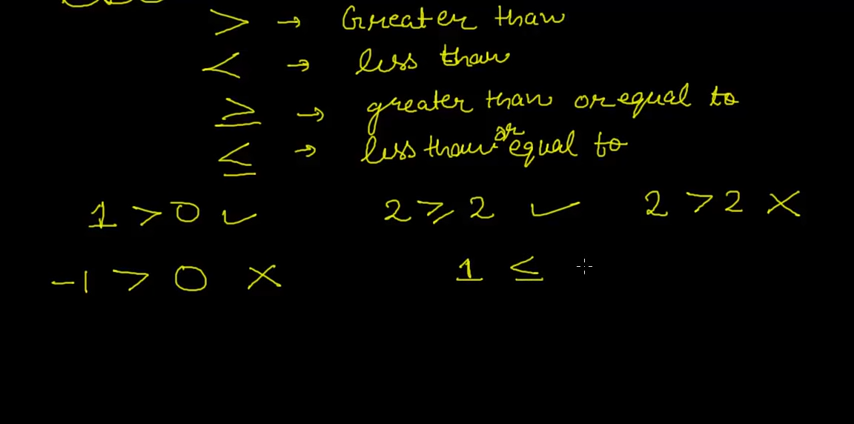 > → Greater than
< → less than
≥ → greater than or equal to
≤ → less than or equal to
1 > 0 ✓ 2 ≥ 2 ✓ 2 > 2 ✗
-1 > 0 ✗ 1 ≤